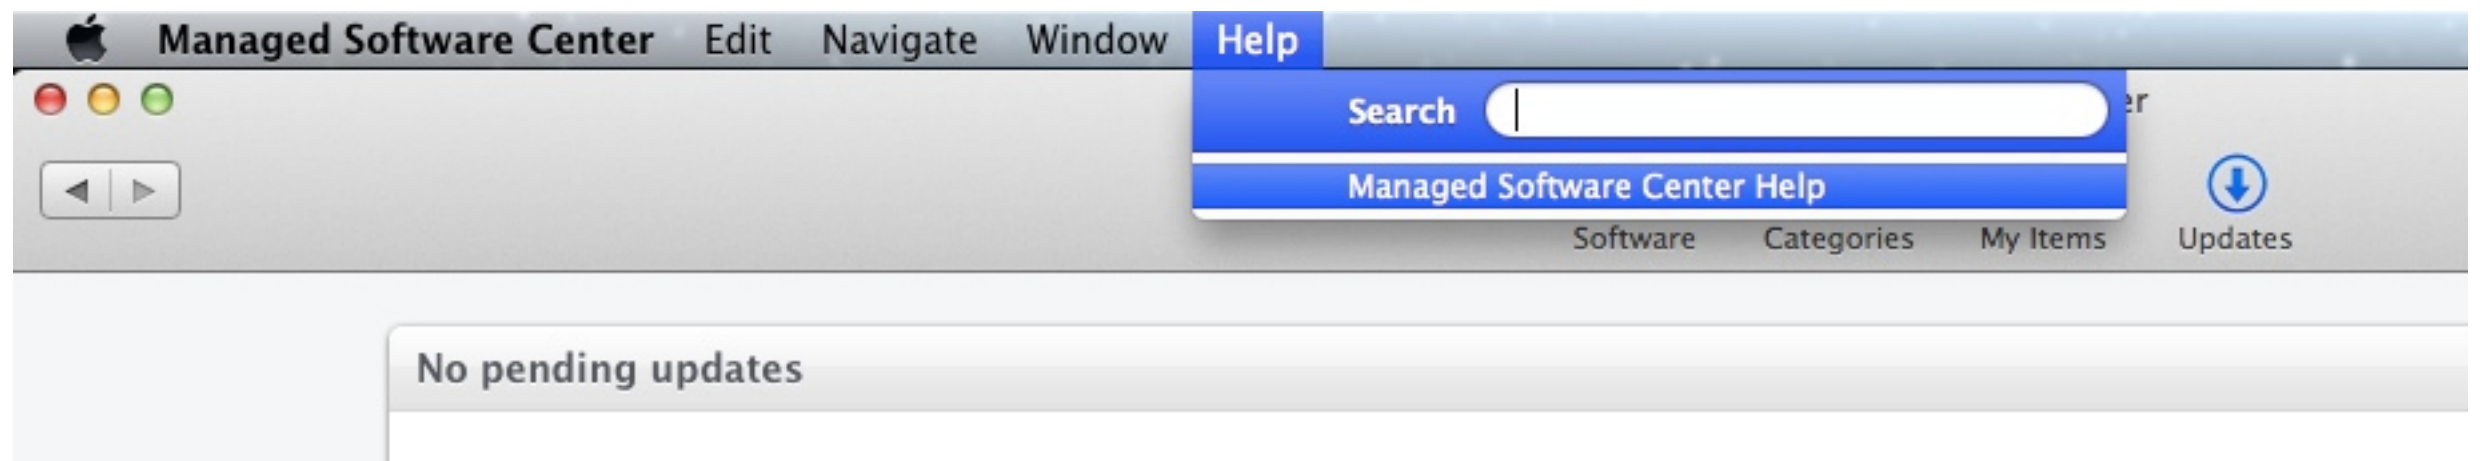 Managed Software Center Edit Navigate Window Help
Search
Managed Software Center Help
Software Categories My Items Updates
No pending updates